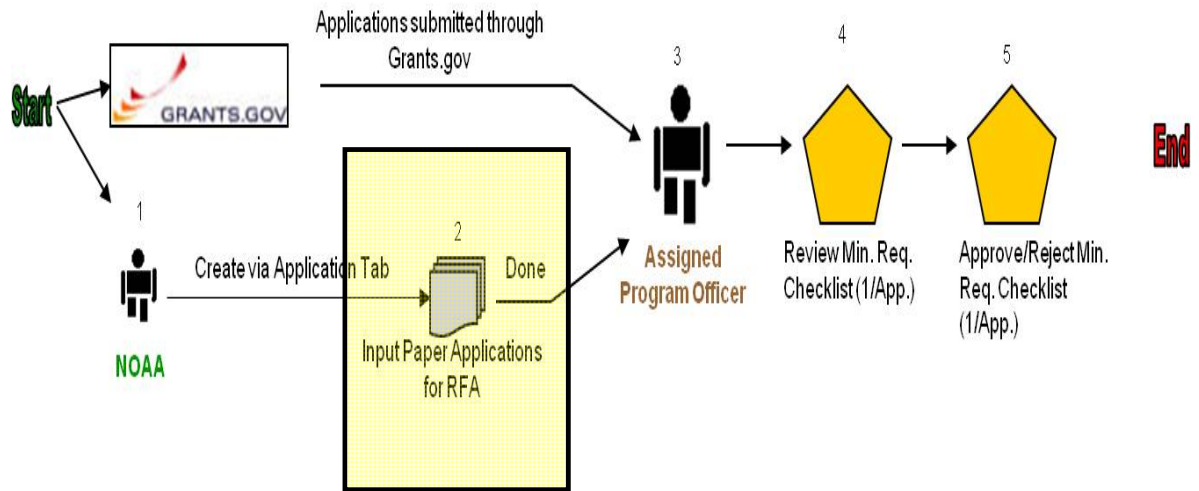 Start
GRANTS.GOV
Applications submitted through
Grants.gov
1
NOAA
Create via Application Tab
2
Input Paper Applications
for RFA
Done
3
Assigned
Program Officer
4
Review Min. Req.
Checklist (1/App.)
5
Approve/Reject Min.
Req. Checklist
(1/App.)
End